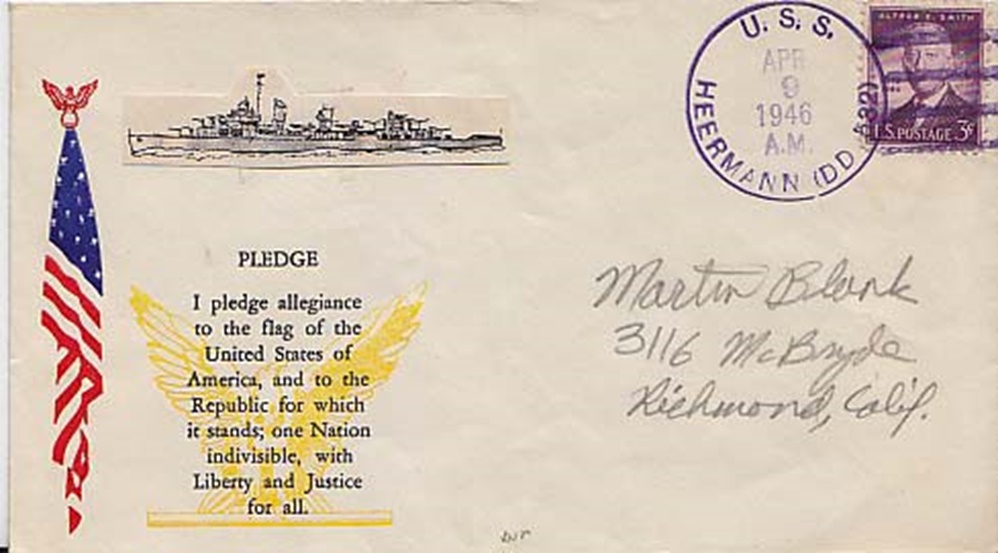 U. S. S.
HEERMANN (DD 532)
APR
9
1946
A.M.
ALFRED E. SMITH
U.S. POSTAGE 3¢
PLEDGE
I pledge allegiance
to the flag of the
United States of
America, and to the
Republic for which
it stands; one Nation
indivisible, with
Liberty and Justice
for all.
Martin Blank
3116 McBryde
Richmond, Calif.